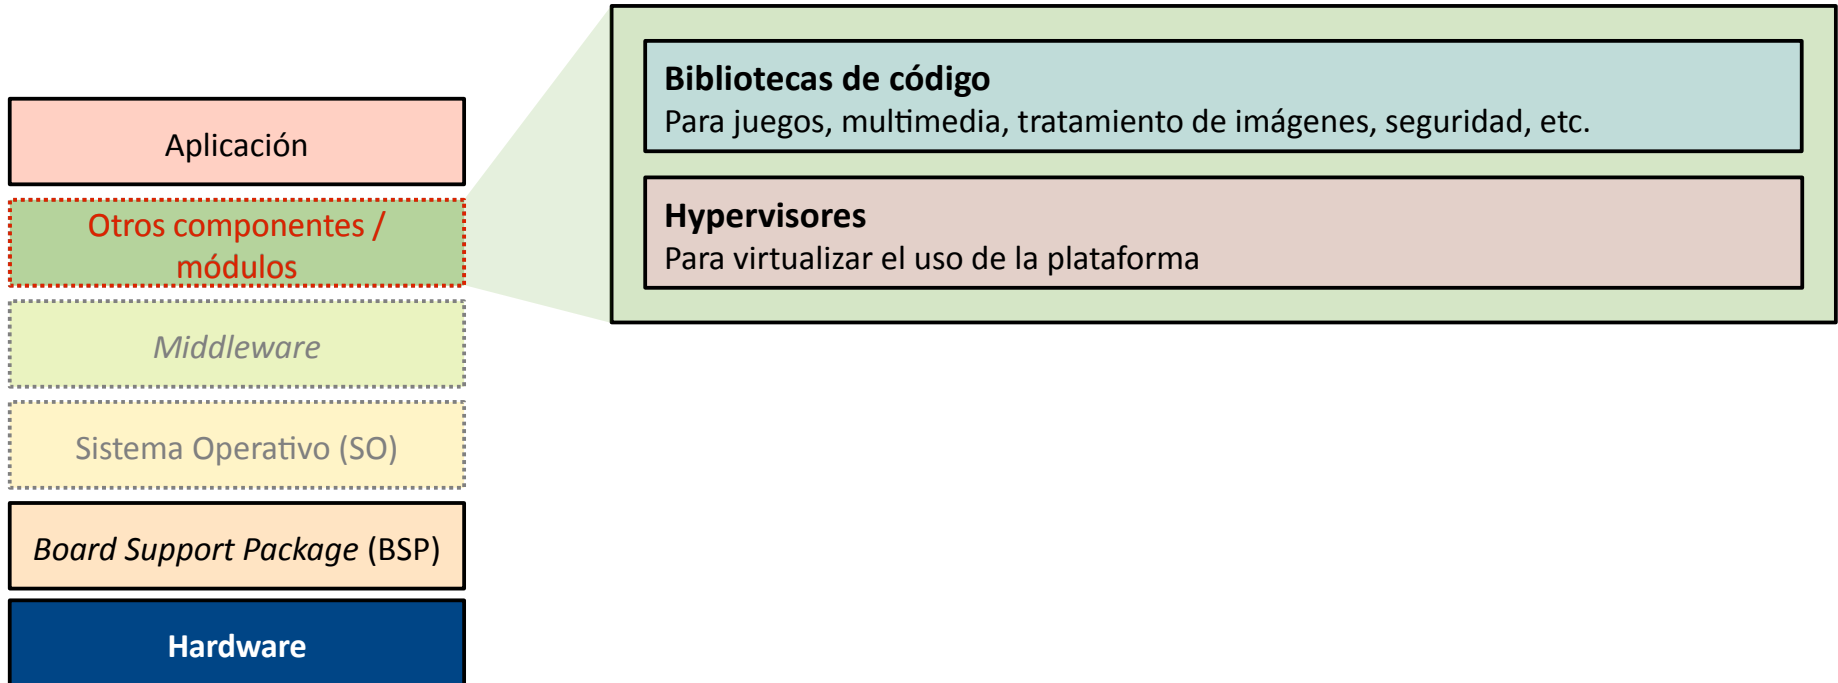 Aplicación
Otros componentes /
módulos
Middleware
Sistema Operativo (SO)
Board Support Package (BSP)
Hardware
Bibliotecas de código
Para juegos, multimedia, tratamiento de imágenes, seguridad, etc.
Hypervisores
Para virtualizar el uso de la plataforma